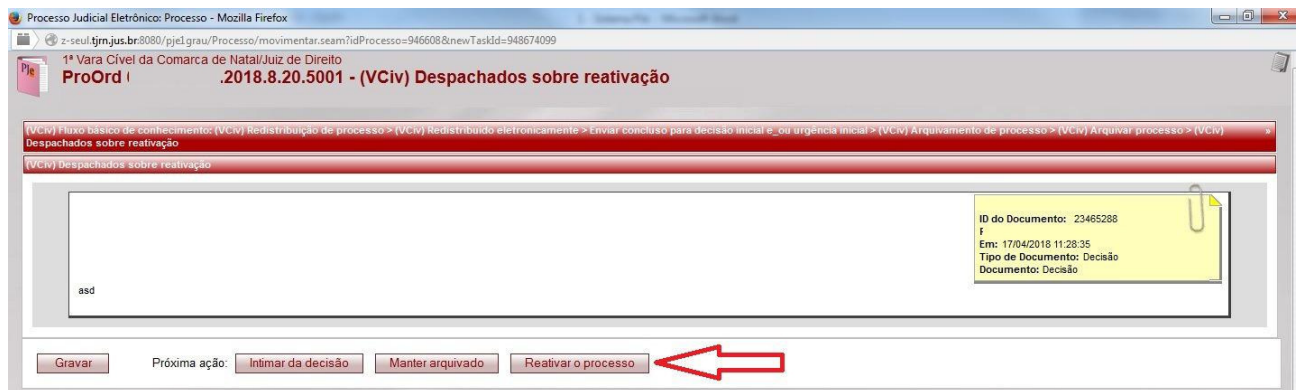 Processo Judicial Eletrônico: Processo - Mozilla Firefox
z-seul.tjrn.jus.br:8080/pje1grau/Processo/movimentar.seam?idProcesso=946608&newTaskId=948674099
PJe
1ª Vara Cível da Comarca de Natal/Juiz de Direito
ProOrd .2018.8.20.5001 - (VCiv) Despachados sobre reativação
(VCiv) Fluxo básico de conhecimento: (VCiv) Redistribuição de processo > (VCiv) Redistribuído eletronicamente > Enviar concluso para decisão inicial e_ou urgência inicial > (VCiv) Arquivamento de processo > (VCiv) Arquivar processo > (VCiv) »
Despachados sobre reativação
(VCiv) Despachados sobre reativação
ID do Documento: 23465288
Em: 17/04/2018 11:28:35
Tipo de Documento: Decisão
Documento: Decisão
asd
Gravar Próxima ação: Intimar da decisão Manter arquivado Reativar o processo